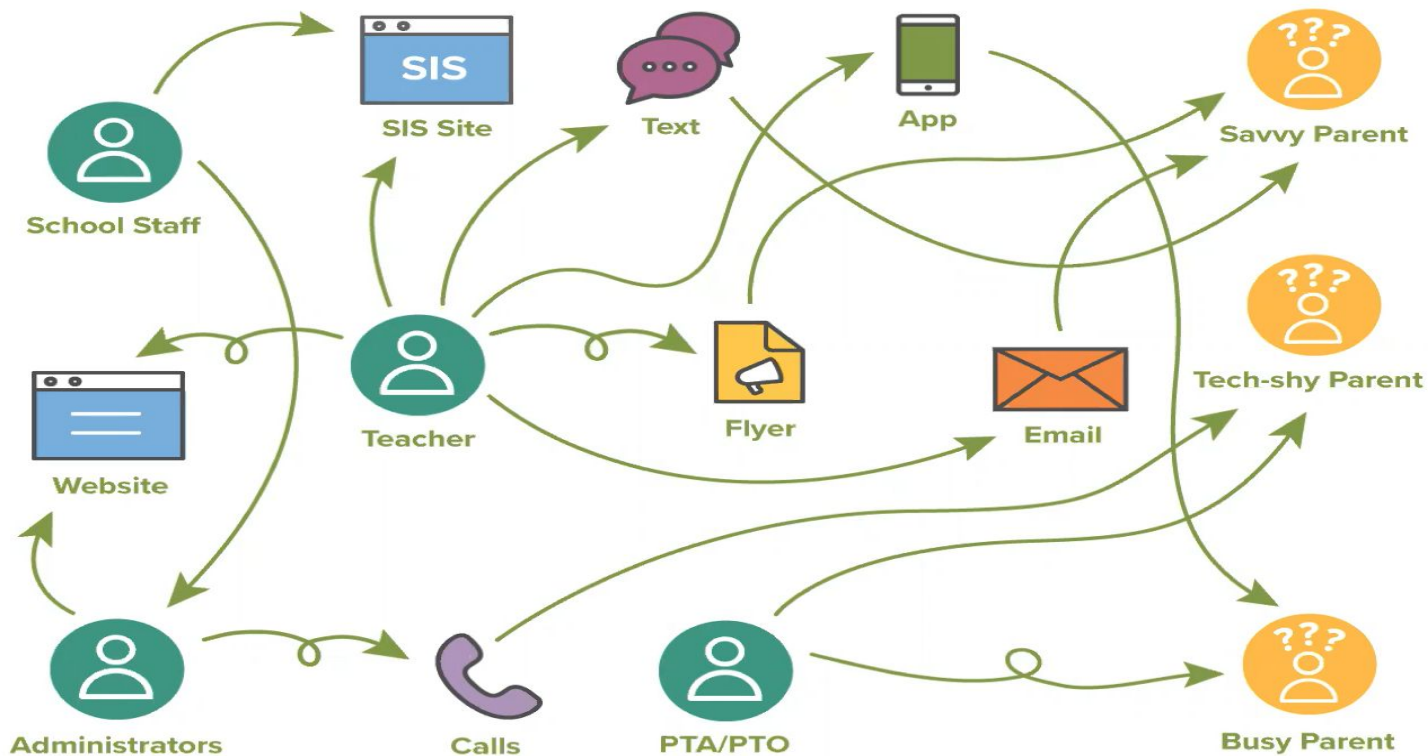 SIS
SIS Site
Text
App
???
Savvy Parent
School Staff
???
Tech-shy Parent
Teacher
Flyer
Email
Website
???
Administrators
Calls
PTA/PTO
Busy Parent